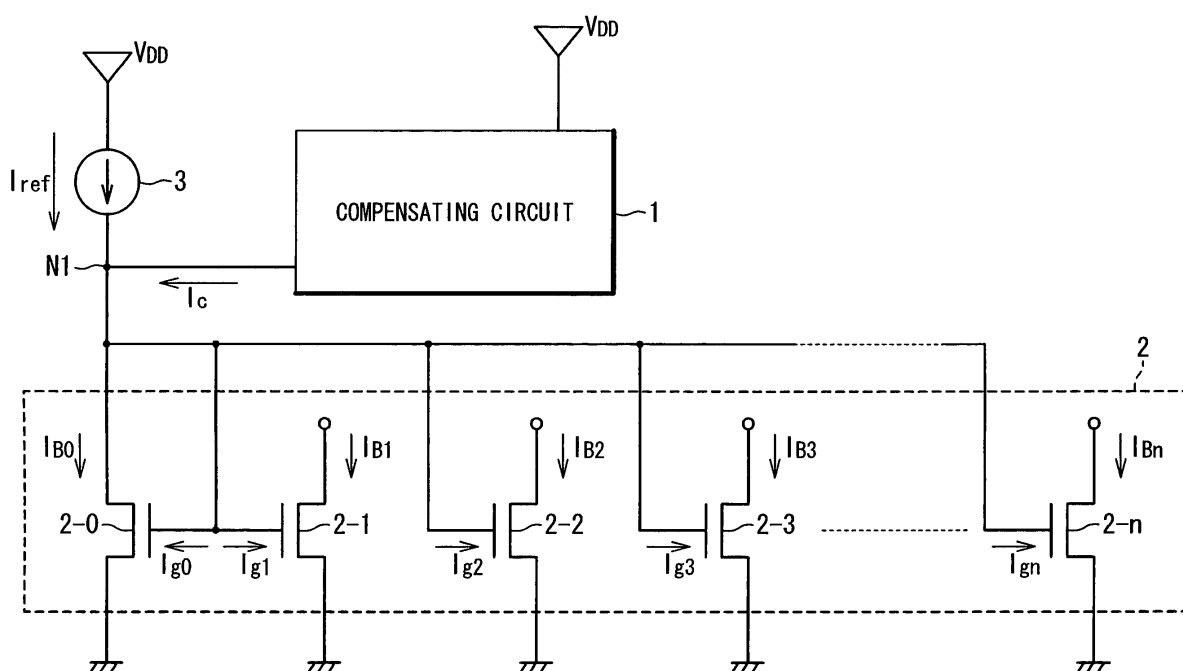 VDD
VDD
Iref
3
COMPENSATING CIRCUIT
1
N1
Ic
2
IB0
IB1
IB2
IB3
IBn
2-0
2-1
2-2
2-3
2-n
Ig0
Ig1
Ig2
Ig3
Ign